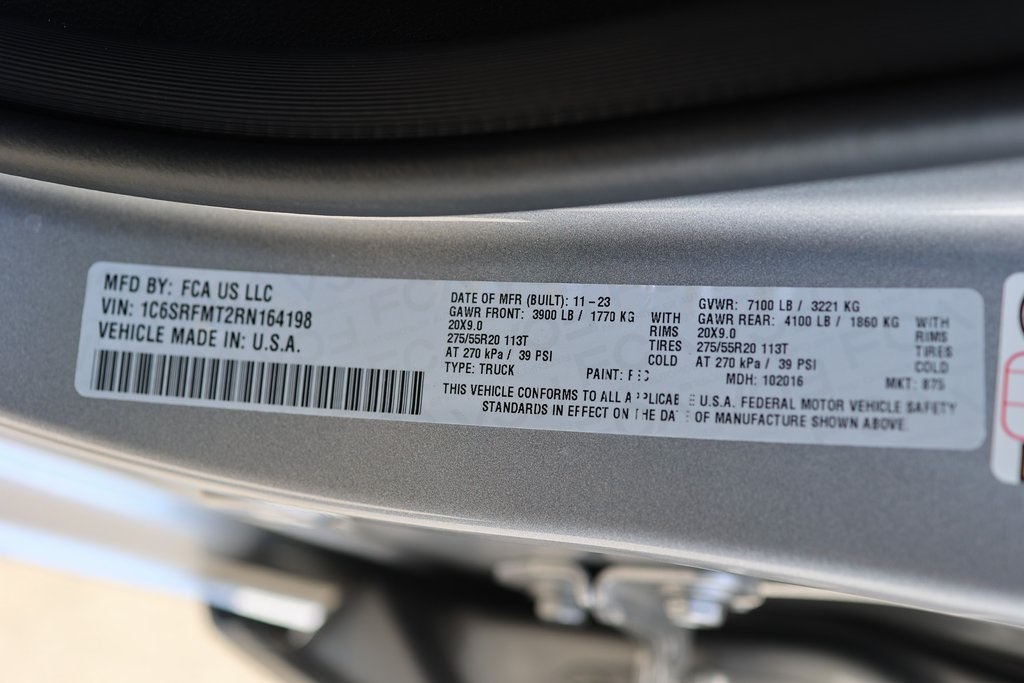 MFD BY: FCA US LLC
VIN: 1C6SRFMT2RN164198
VEHICLE MADE IN: U.S.A.
DATE OF MFR (BUILT): 11-23
GAWR FRONT: 3900 LB / 1770 KG WITH
20X9.0 RIMS
275/55R20 113T TIRES
AT 270 kPa / 39 PSI COLD
TYPE: TRUCK PAINT:
GVWR: 7100 LB / 3221 KG
GAWR REAR: 4100 LB / 1860 KG WITH
20X9.0 RIMS
275/55R20 113T TIRES
AT 270 kPa / 39 PSI COLD
MDH: 102016 MKT: 875
THIS VEHICLE CONFORMS TO ALL APPLICABLE U.S.A. FEDERAL MOTOR VEHICLE SAFETY
STANDARDS IN EFFECT ON THE DATE OF MANUFACTURE SHOWN ABOVE.